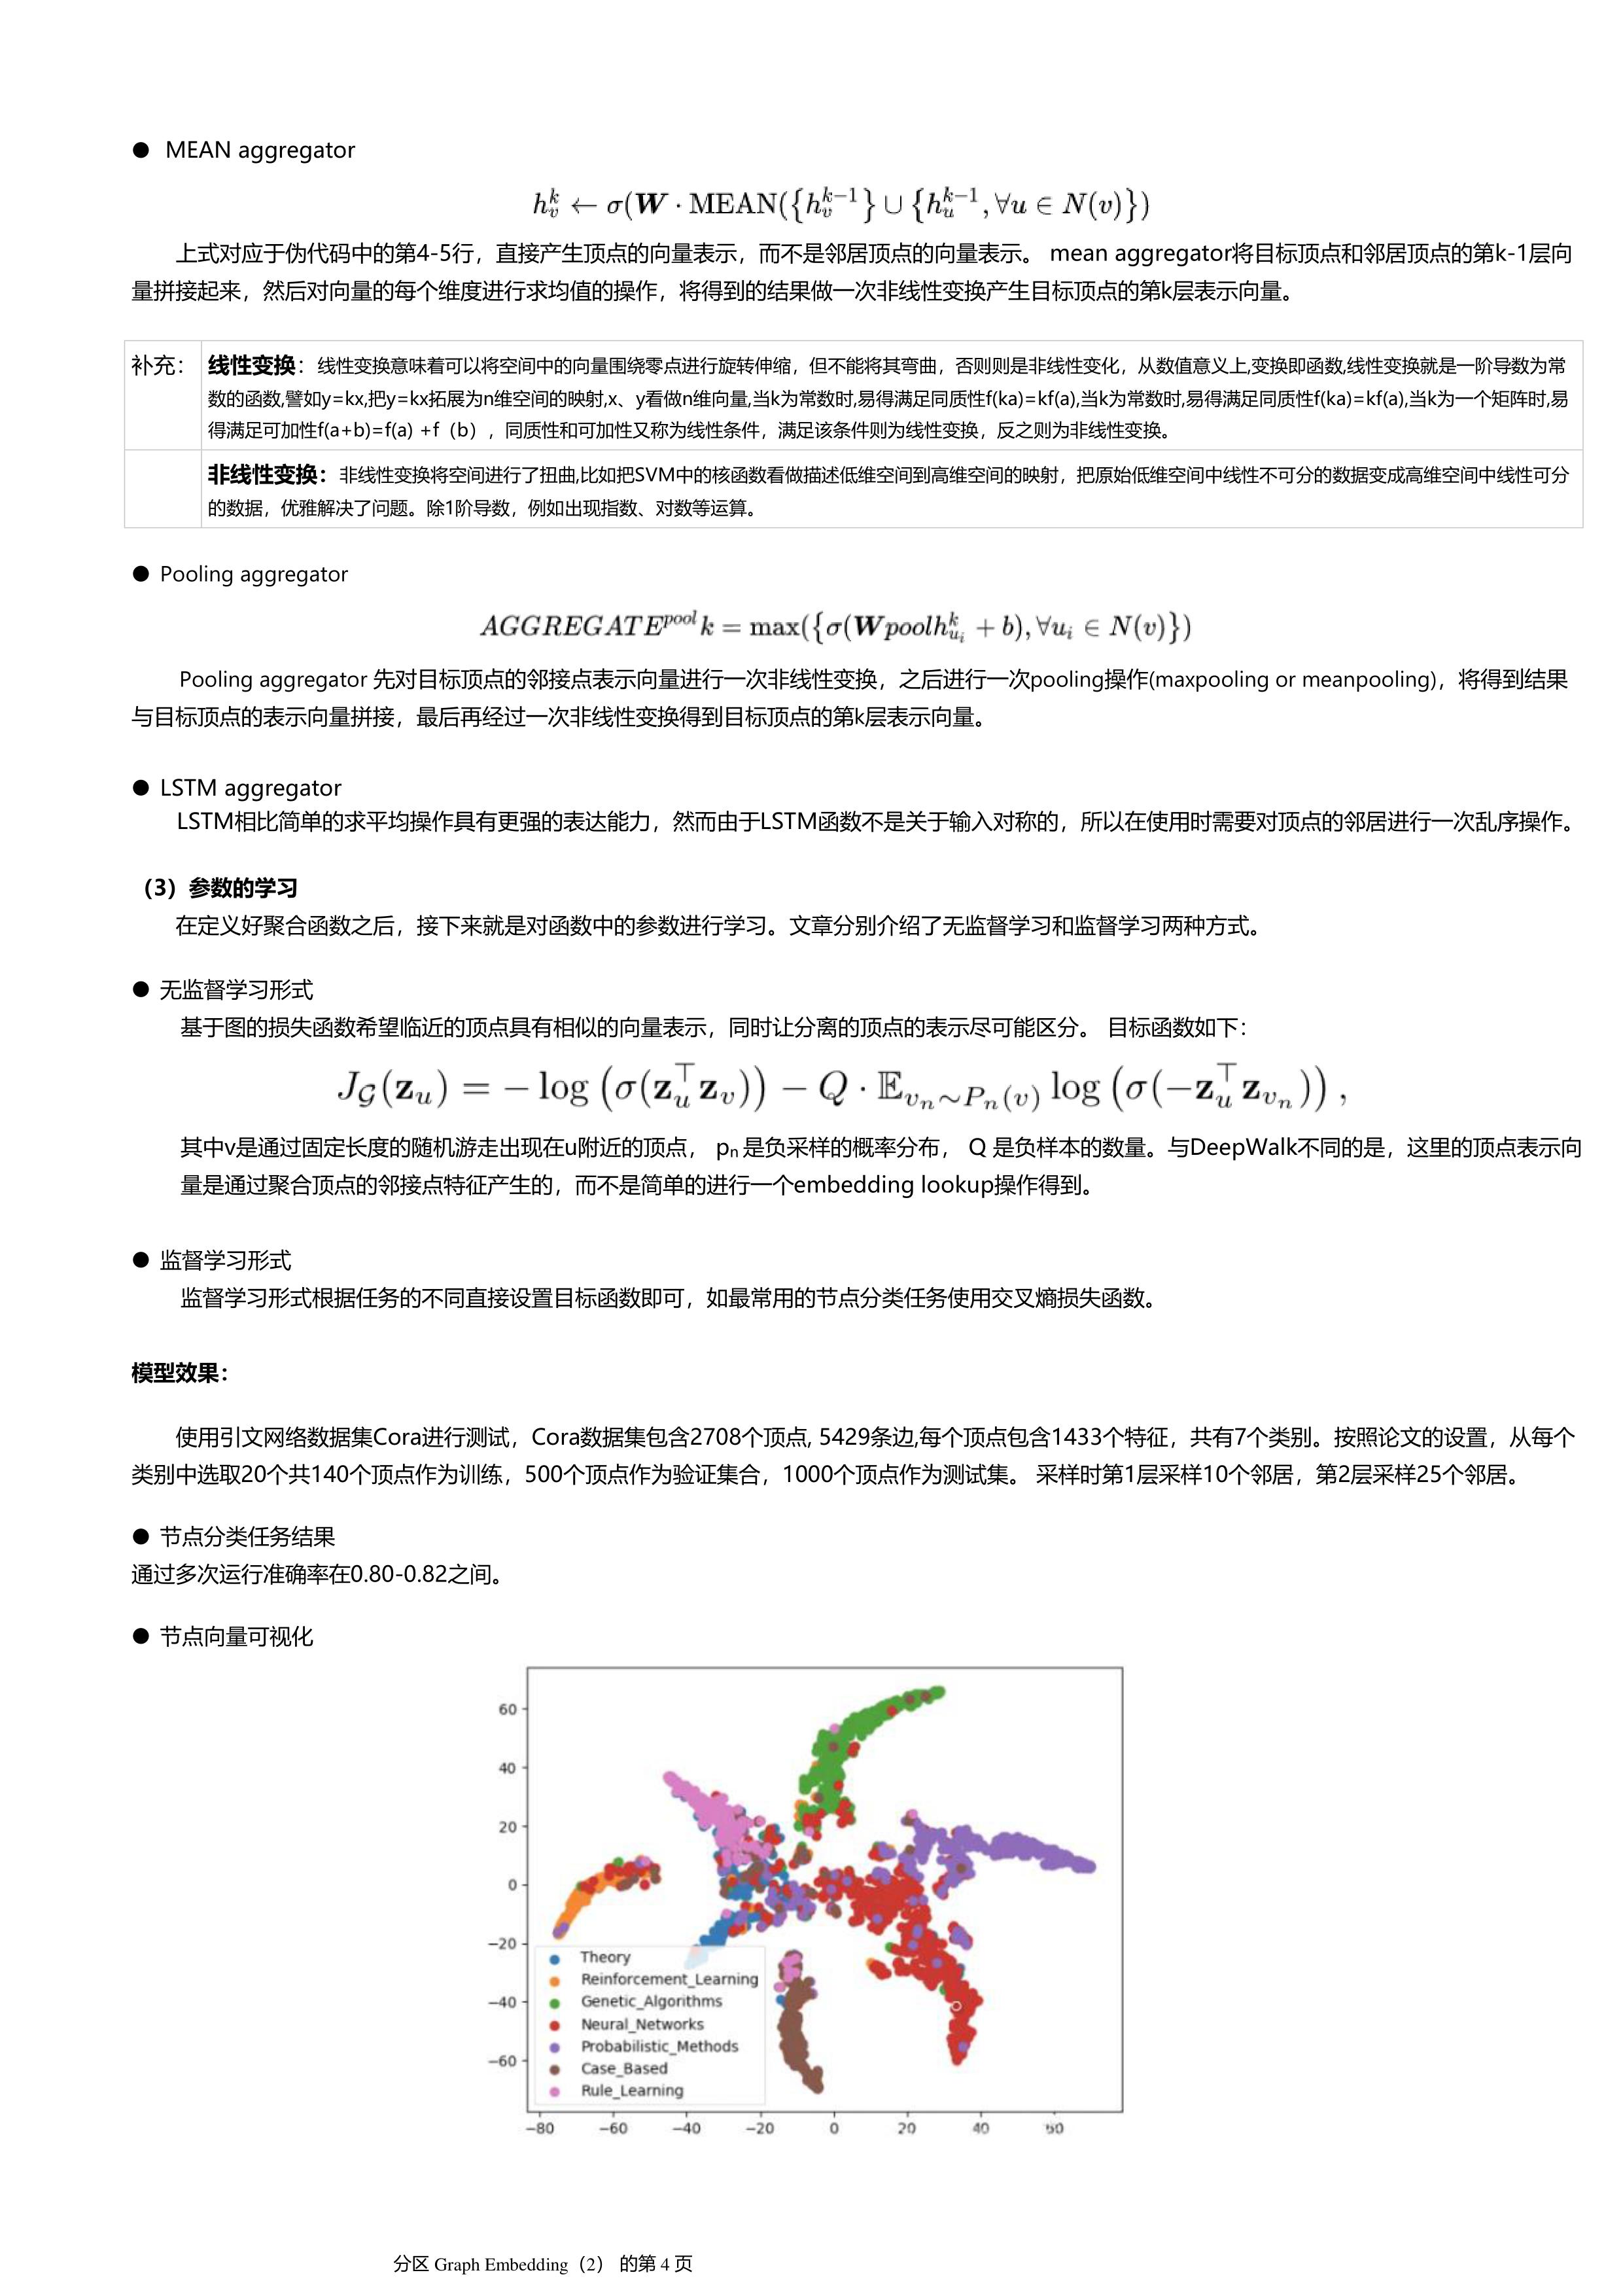 ● MEAN aggregator
h_v^k ← σ(W · MEAN({h_v^{k−1}} ∪ {h_u^{k−1}, ∀u ∈ N(v)})
上式对应于伪代码中的第4-5行，直接产生顶点的向量表示，而不是邻居顶点的向量表示。 mean aggregator将目标顶点和邻居顶点的第k-1层向
量拼接起来，然后对向量的每个维度进行求均值的操作，将得到的结果做一次非线性变换产生目标顶点的第k层表示向量。
补充： 线性变换：线性变换意味着可以将空间中的向量围绕零点进行旋转伸缩，但不能将其弯曲，否则则是非线性变化，从数值意义上,变换即函数,线性变换就是一阶导数为常
数的函数,譬如y=kx,把y=kx拓展为n维空间的映射,x、y看做n维向量,当k为常数时,易得满足同质性f(ka)=kf(a),当k为常数时,易得满足同质性f(ka)=kf(a),当k为一个矩阵时,易
得满足可加性f(a+b)=f(a) +f（b），同质性和可加性又称为线性条件，满足该条件则为线性变换，反之则为非线性变换。
非线性变换：非线性变换将空间进行了扭曲,比如把SVM中的核函数看做描述低维空间到高维空间的映射，把原始低维空间中线性不可分的数据变成高维空间中线性可分
的数据，优雅解决了问题。除1阶导数，例如出现指数、对数等运算。
● Pooling aggregator
AGGREGATE^{pool} k = max({σ(Wpoolh_{u_i}^k + b), ∀u_i ∈ N(v)})
Pooling aggregator 先对目标顶点的邻接点表示向量进行一次非线性变换，之后进行一次pooling操作(maxpooling or meanpooling)，将得到结果
与目标顶点的表示向量拼接，最后再经过一次非线性变换得到目标顶点的第k层表示向量。
● LSTM aggregator
LSTM相比简单的求平均操作具有更强的表达能力，然而由于LSTM函数不是关于输入对称的，所以在使用时需要对顶点的邻居进行一次乱序操作。
（3）参数的学习
在定义好聚合函数之后，接下来就是对函数中的参数进行学习。文章分别介绍了无监督学习和监督学习两种方式。
● 无监督学习形式
基于图的损失函数希望临近的顶点具有相似的向量表示，同时让分离的顶点的表示尽可能区分。 目标函数如下：
J_G(z_u) = − log (σ(z_u^⊤ z_v)) − Q · 𝔼_{v_n∼P_n(v)} log (σ(−z_u^⊤ z_{v_n})) ,
其中v是通过固定长度的随机游走出现在u附近的顶点， pₙ 是负采样的概率分布， Q 是负样本的数量。与DeepWalk不同的是，这里的顶点表示向
量是通过聚合顶点的邻接点特征产生的，而不是简单的进行一个embedding lookup操作得到。
● 监督学习形式
监督学习形式根据任务的不同直接设置目标函数即可，如最常用的节点分类任务使用交叉熵损失函数。
模型效果：
使用引文网络数据集Cora进行测试，Cora数据集包含2708个顶点, 5429条边,每个顶点包含1433个特征，共有7个类别。按照论文的设置，从每个
类别中选取20个共140个顶点作为训练，500个顶点作为验证集合，1000个顶点作为测试集。 采样时第1层采样10个邻居，第2层采样25个邻居。
● 节点分类任务结果
通过多次运行准确率在0.80-0.82之间。
● 节点向量可视化
60
40
20
0
−20
−40
−60
Theory
Reinforcement_Learning
Genetic_Algorithms
Neural_Networks
Probabilistic_Methods
Case_Based
Rule_Learning
−80 −60 −40 −20 0 20 40
分区 Graph Embedding（2） 的第 4 页